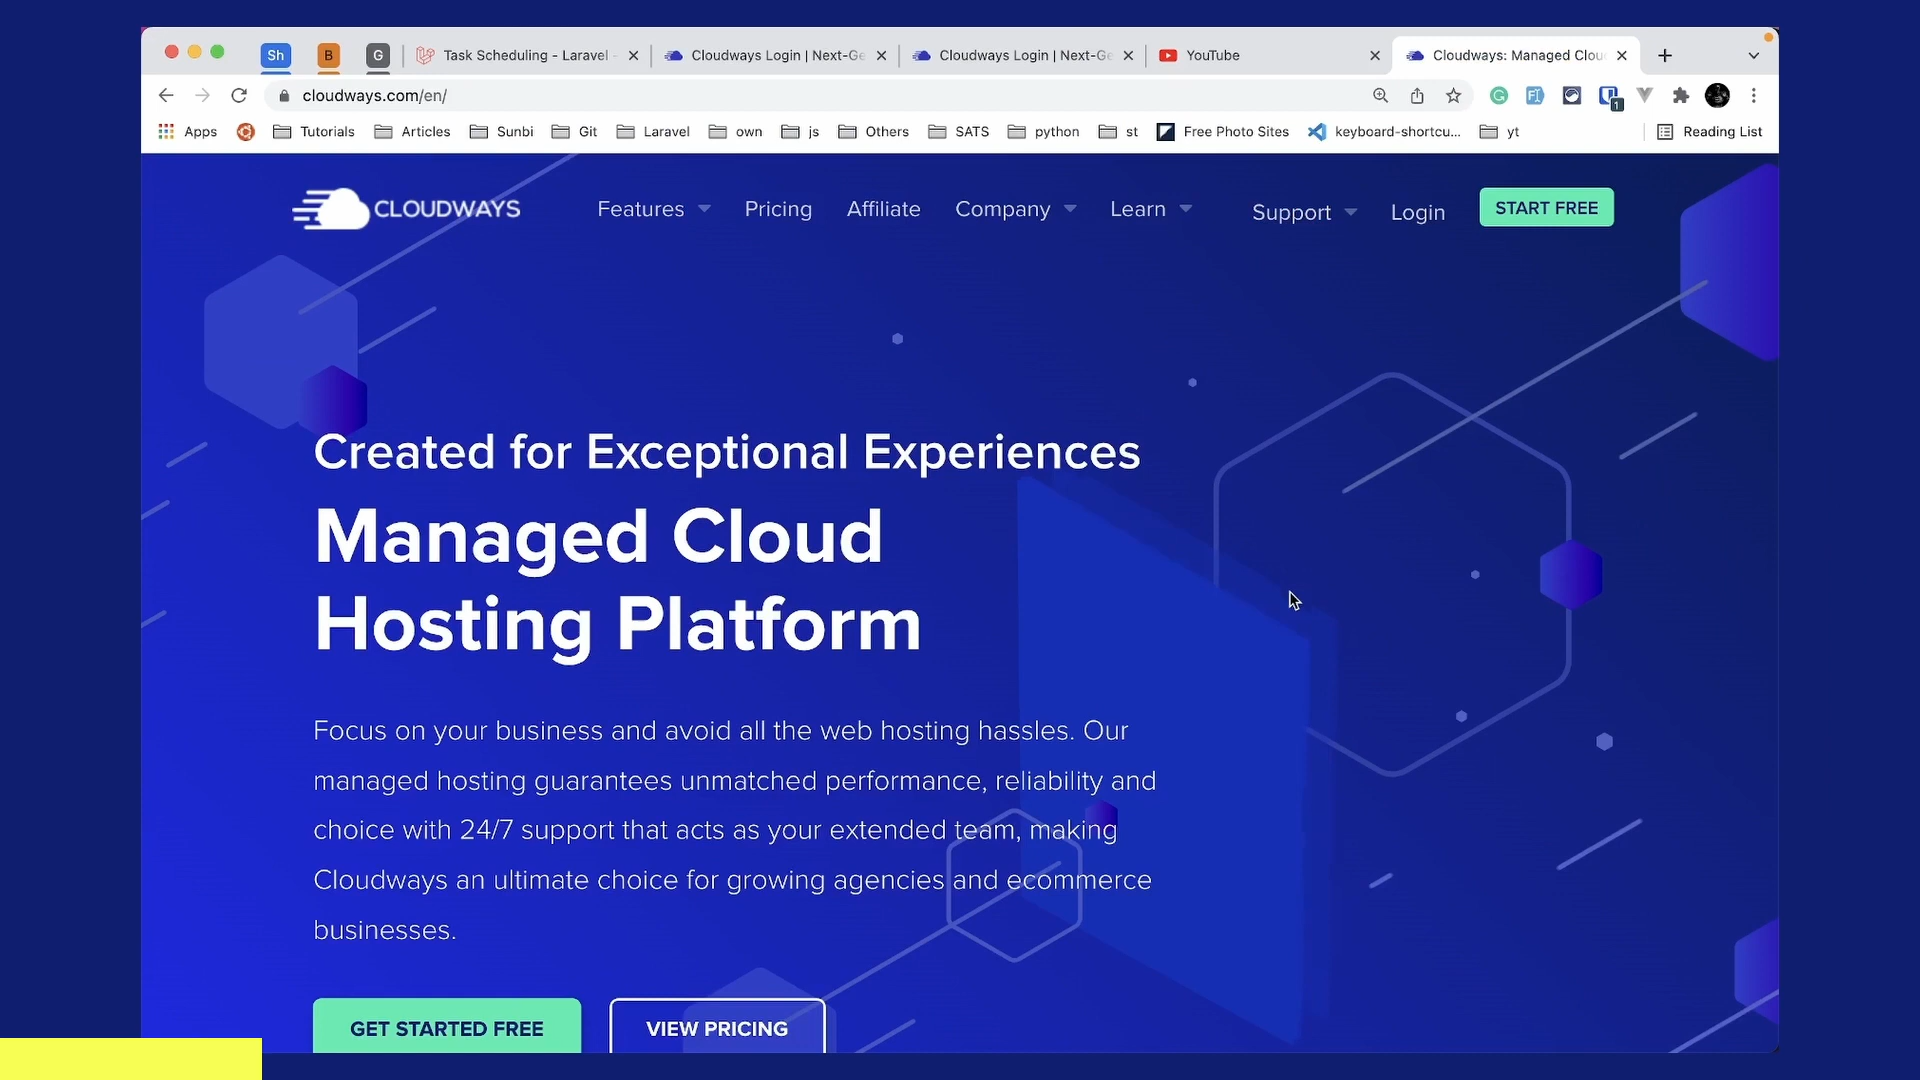 Sh
B
G
Task Scheduling - Laravel -
Cloudways Login | Next-Ge
Cloudways Login | Next-Ge
YouTube
Cloudways: Managed Clou
cloudways.com/en/
1
Apps
Tutorials
Articles
Sunbi
Git
Laravel
own
js
Others
SATS
python
st
Free Photo Sites
keyboard-shortcu...
yt
Reading List
CLOUDWAYS
Features
Pricing
Affiliate
Company
Learn
Support
Login
START FREE
Created for Exceptional Experiences
Managed Cloud
Hosting Platform
Focus on your business and avoid all the web hosting hassles. Our
managed hosting guarantees unmatched performance, reliability and
choice with 24/7 support that acts as your extended team, making
Cloudways an ultimate choice for growing agencies and ecommerce
businesses.
GET STARTED FREE
VIEW PRICING